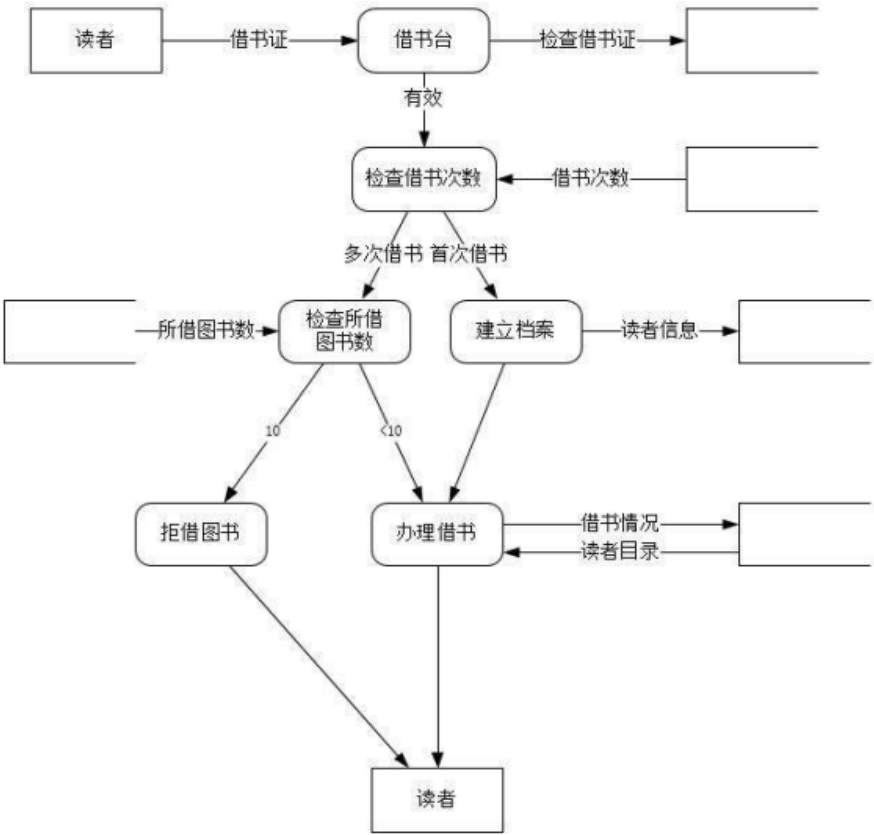 读者
借书证
借书台
检查借书证
有效
检查借书次数
借书次数
多次借书
首次借书
所借图书数
检查所借
图书数
建立档案
读者信息
10
<10
拒借图书
办理借书
借书情况
读者目录
读者